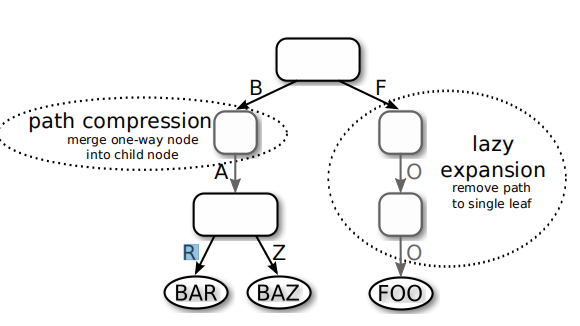 B
F
path compression
merge one-way node
into child node
lazy
expansion
remove path
to single leaf
A
O
R
Z
O
BAR
BAZ
FOO